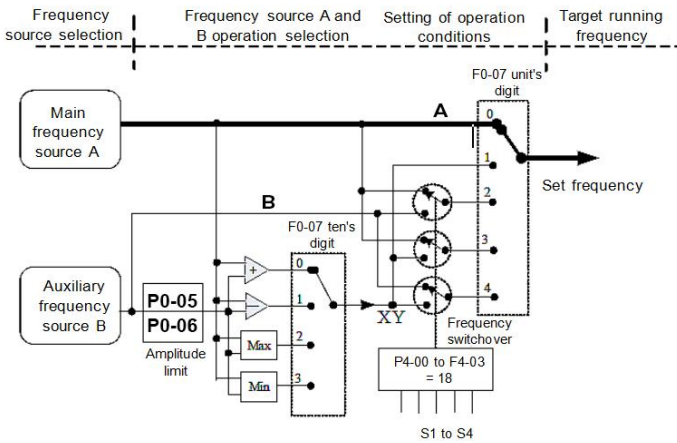 Frequency
source selection
Frequency source A and
B operation selection
Setting of operation
conditions
Target running
frequency
F0-07 unit's
digit
Main
frequency
source A
A
0
1
2
3
4
Set frequency
B
F0-07 ten's
digit
Auxiliary
frequency
source B
P0-05
P0-06
Amplitude
limit
+
−
Max
Min
0
1
2
3
XY
Frequency
switchover
P4-00 to F4-03
= 18
S1 to S4